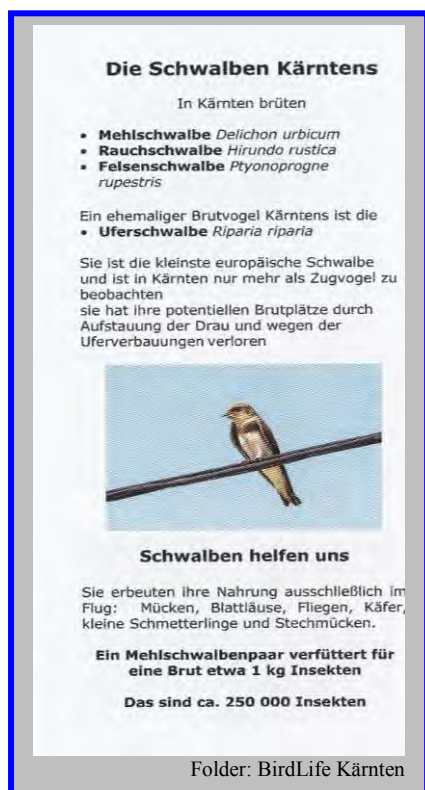 Die Schwalben Kärntens
In Kärnten brüten
• Mehlschwalbe Delichon urbicum
• Rauchschwalbe Hirundo rustica
• Felsenschwalbe Ptyonoprogne
rupestris
Ein ehemaliger Brutvogel Kärntens ist die
• Uferschwalbe Riparia riparia
Sie ist die kleinste europäische Schwalbe
und ist in Kärnten nur mehr als Zugvogel zu
beobachten
sie hat ihre potentiellen Brutplätze durch
Aufstauung der Drau und wegen der
Uferverbauungen verloren
Schwalben helfen uns
Sie erbeuten ihre Nahrung ausschließlich im
Flug: Mücken, Blattläuse, Fliegen, Käfer,
kleine Schmetterlinge und Stechmücken.
Ein Mehlschwalbenpaar verfüttert für
eine Brut etwa 1 kg Insekten
Das sind ca. 250 000 Insekten
Folder: BirdLife Kärnten